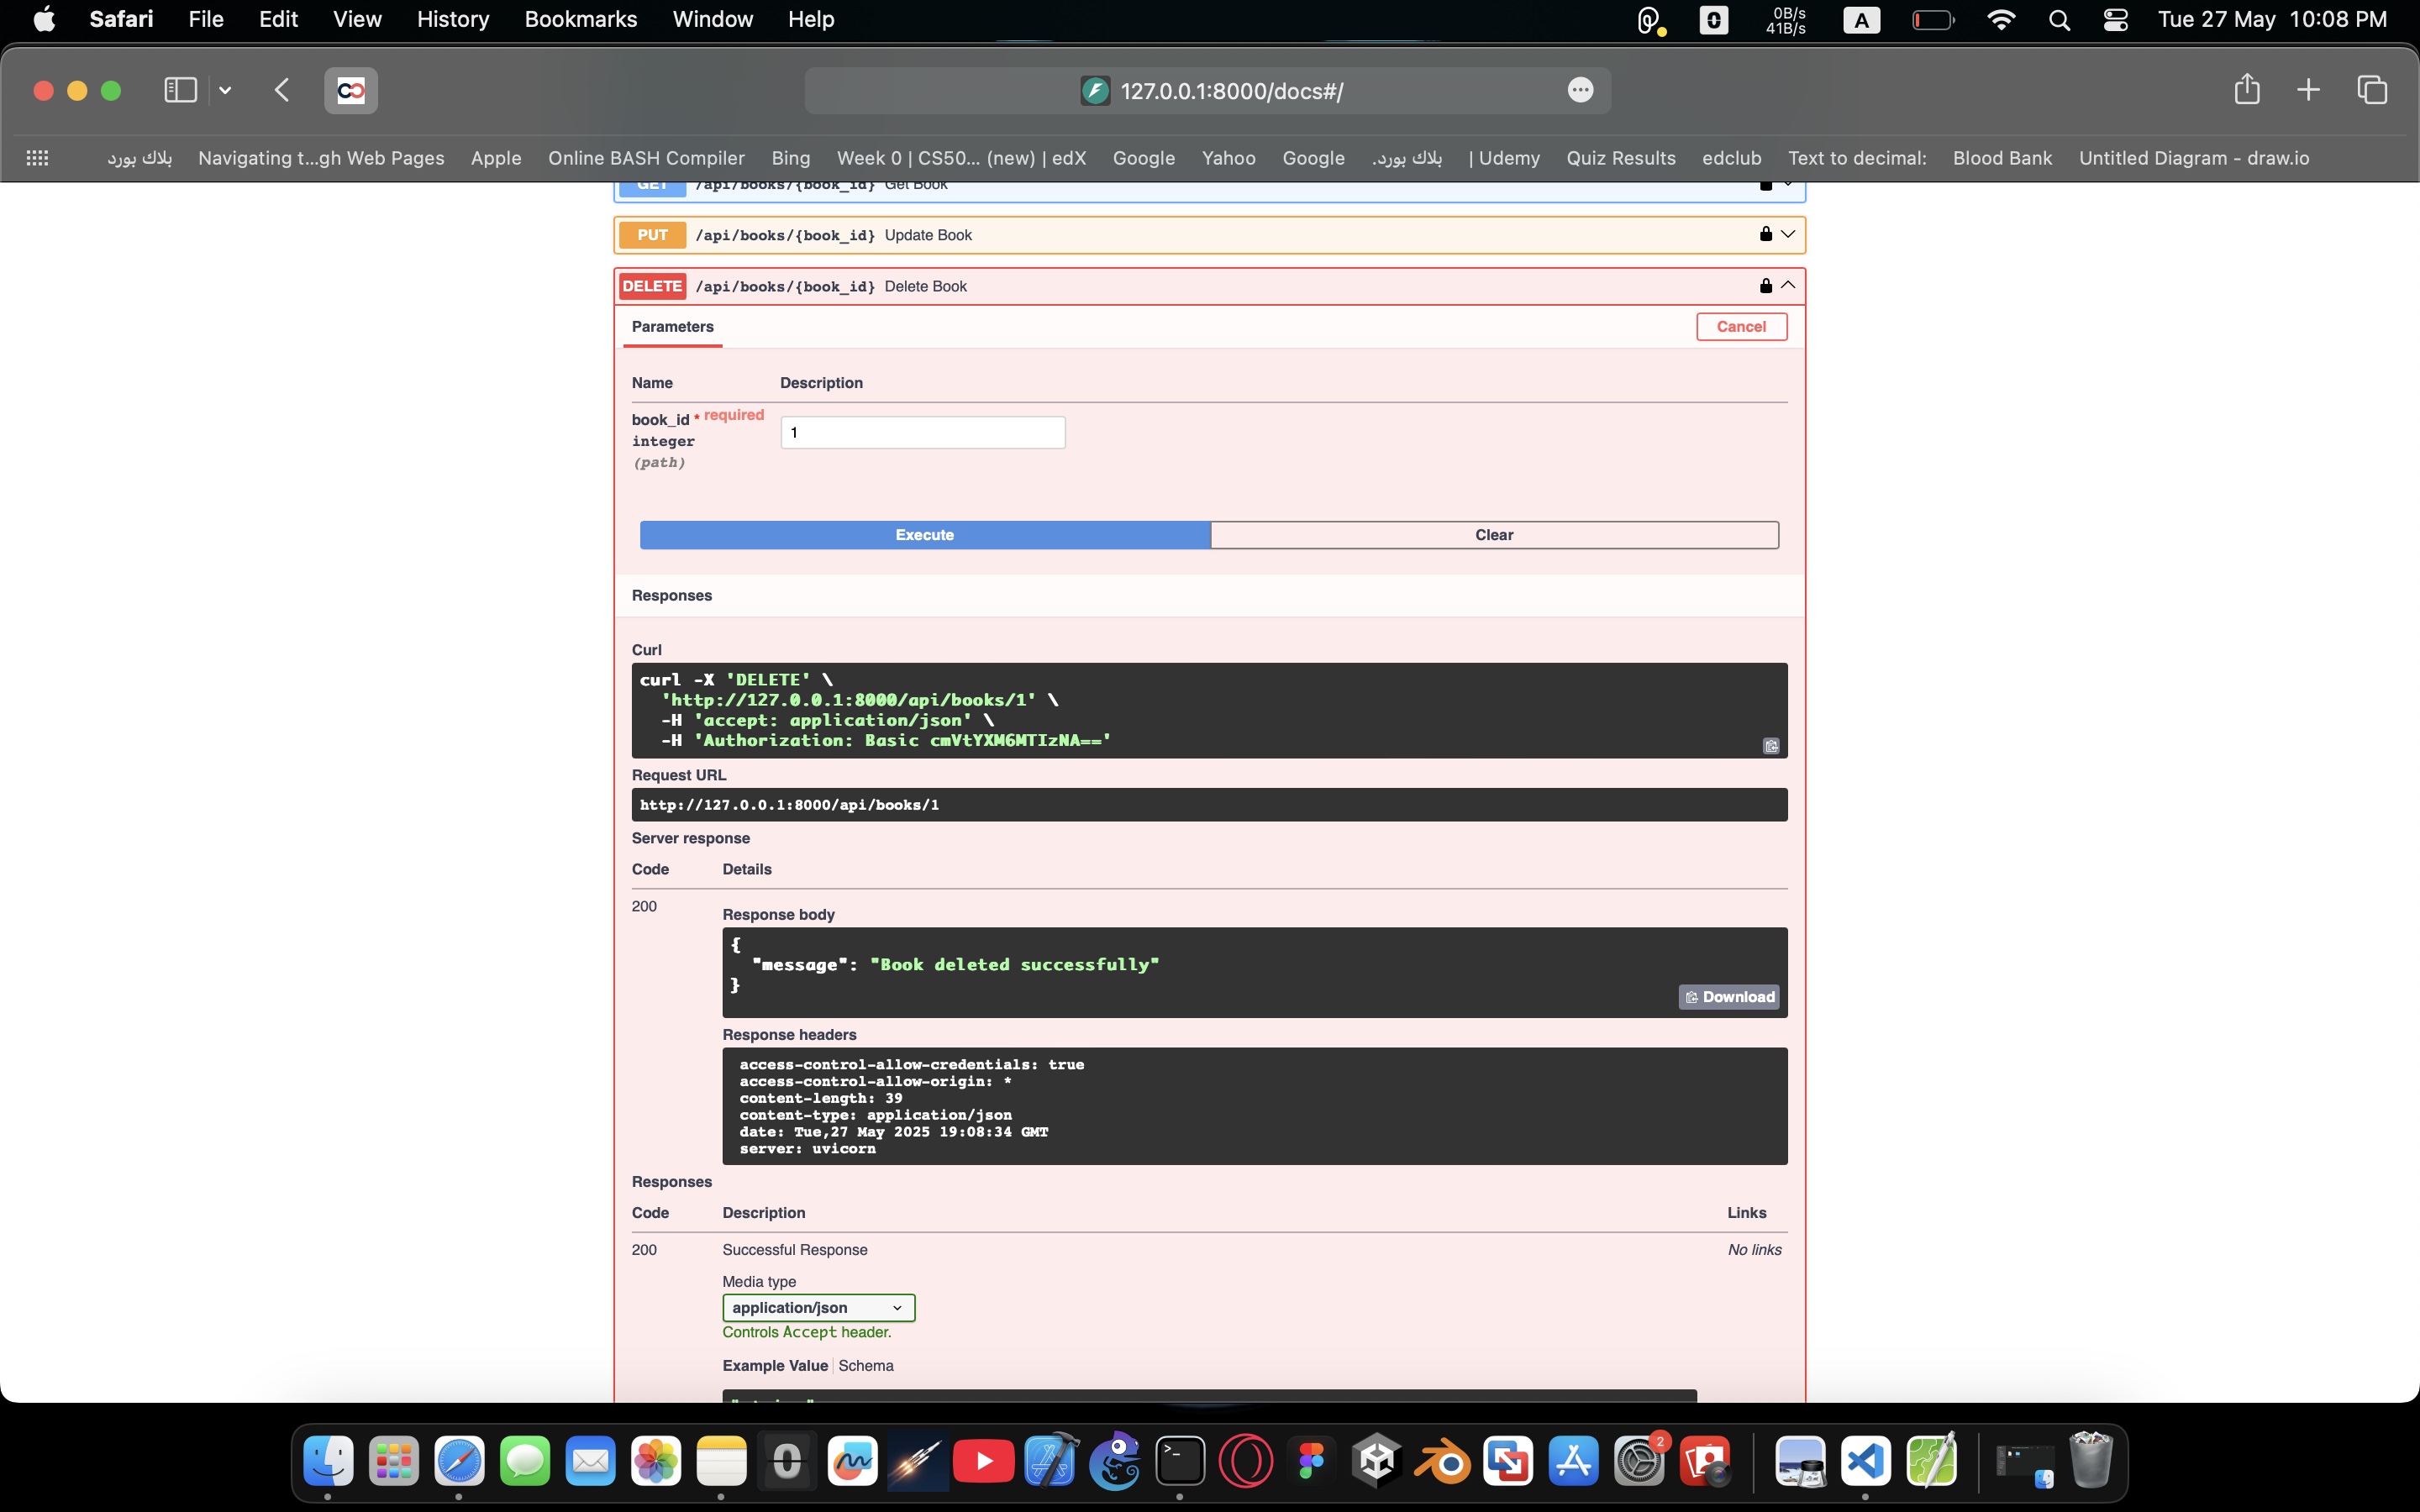 Safari File Edit View History Bookmarks Window Help 0B/s 41B/s A Tue 27 May 10:08 PM
127.0.0.1:8000/docs#/
بلاك بورد Navigating t...gh Web Pages Apple Online BASH Compiler Bing Week 0 | CS50... (new) | edX Google Yahoo Google بلاك بورد. | Udemy Quiz Results edclub Text to decimal: Blood Bank Untitled Diagram - draw.io
GET /api/books/{book_id} Get Book
PUT /api/books/{book_id} Update Book
DELETE /api/books/{book_id} Delete Book
Parameters Cancel
Name Description
book_id * required
integer
(path)
1
Execute Clear
Responses
Curl
curl -X 'DELETE' \
'http://127.0.0.1:8000/api/books/1' \
-H 'accept: application/json' \
-H 'Authorization: Basic cmVtYXM6MTIzNA=='
Request URL
http://127.0.0.1:8000/api/books/1
Server response
Code Details
200
Response body
{
"message": "Book deleted successfully"
}
Download
Response headers
access-control-allow-credentials: true
access-control-allow-origin: *
content-length: 39
content-type: application/json
date: Tue,27 May 2025 19:08:34 GMT
server: uvicorn
Responses
Code Description Links
200 Successful Response No links
Media type
application/json
Controls Accept header.
Example Value Schema
2